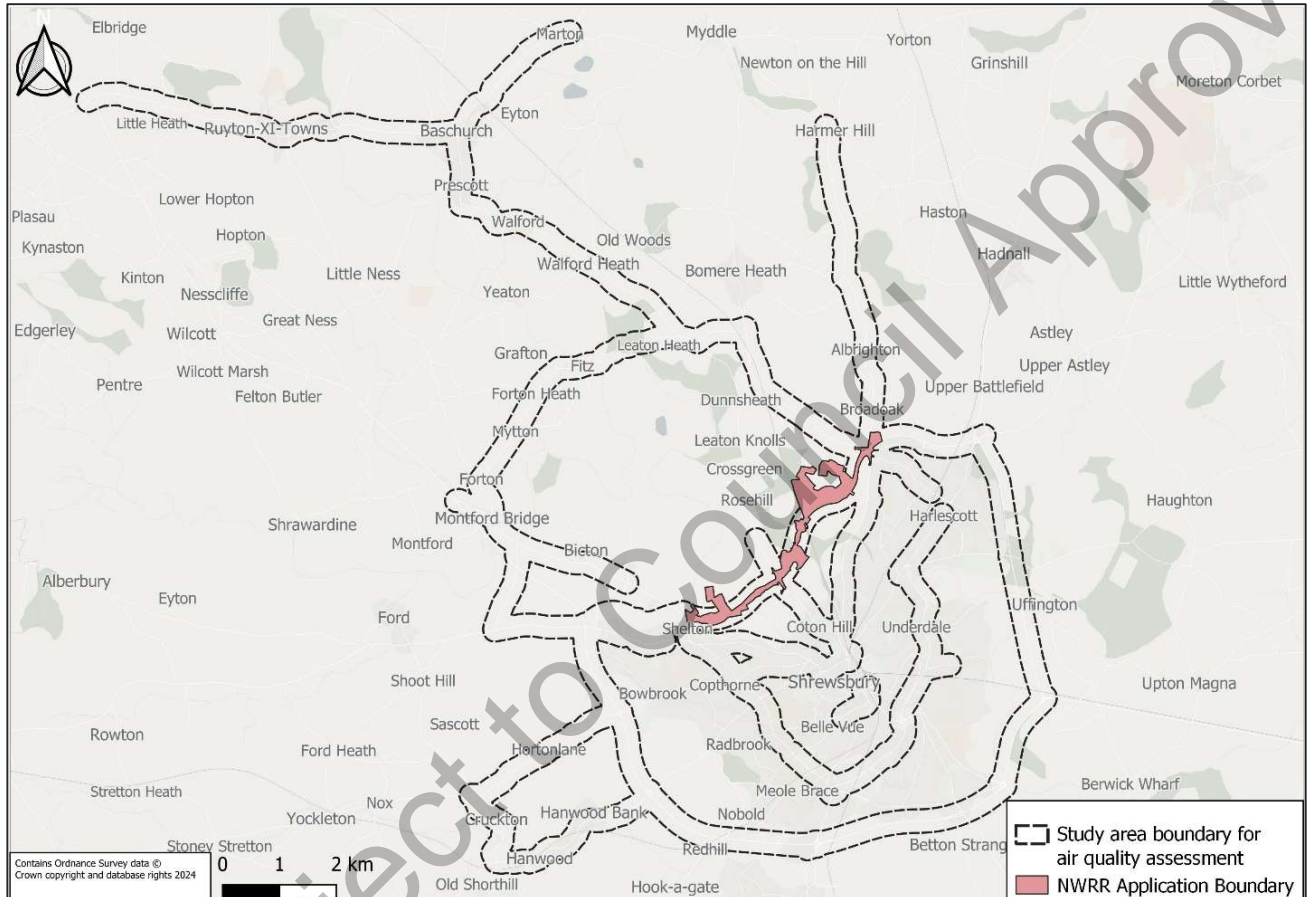 Elbridge
Marton
Myddle
Yorton
Newton on the Hill
Grinshill
Moreton Corbet
N
Little Heath
Ruyton-XI-Towns
Baschurch
Eyton
Harmer Hill
Prescott
Lower Hopton
Plasau
Walford
Haston
Kynaston
Hopton
Old Woods
Hadnall
Kinton
Little Ness
Walford Heath
Bomere Heath
Little Wytheford
Nesscliffe
Yeaton
Edgerley
Wilcott
Great Ness
Astley
Grafton
Leaton Heath
Albrighton
Pentre
Wilcott Marsh
Fitz
Upper Astley
Felton Butler
Forton Heath
Dunnsheath
Upper Battlefield
Broadoak
Mytton
Leaton Knolls
Crossgreen
Forton
Rosehill
Haughton
Shrawardine
Montford Bridge
Harlescott
Montford
Bicton
Alberbury
Eyton
Ford
Uffington
Shelton
Coton Hill
Underdale
Shoot Hill
Bowbrook
Copthorne
Shrewsbury
Upton Magna
Rowton
Sascott
Belle Vue
Ford Heath
Hortonlane
Radbrook
Stretton Heath
Nox
Meole Brace
Berwick Wharf
Yockleton
Cruckton
Hanwood Bank
Nobold
Stoney Stretton
Hanwood
Redhill
Betton Strang
Old Shorthill
Hook-a-gate
Contains Ordnance Survey data ©
Crown copyright and database rights 2024
0 1 2 km
Study area boundary for
air quality assessment
NWRR Application Boundary
ject to Council Approv